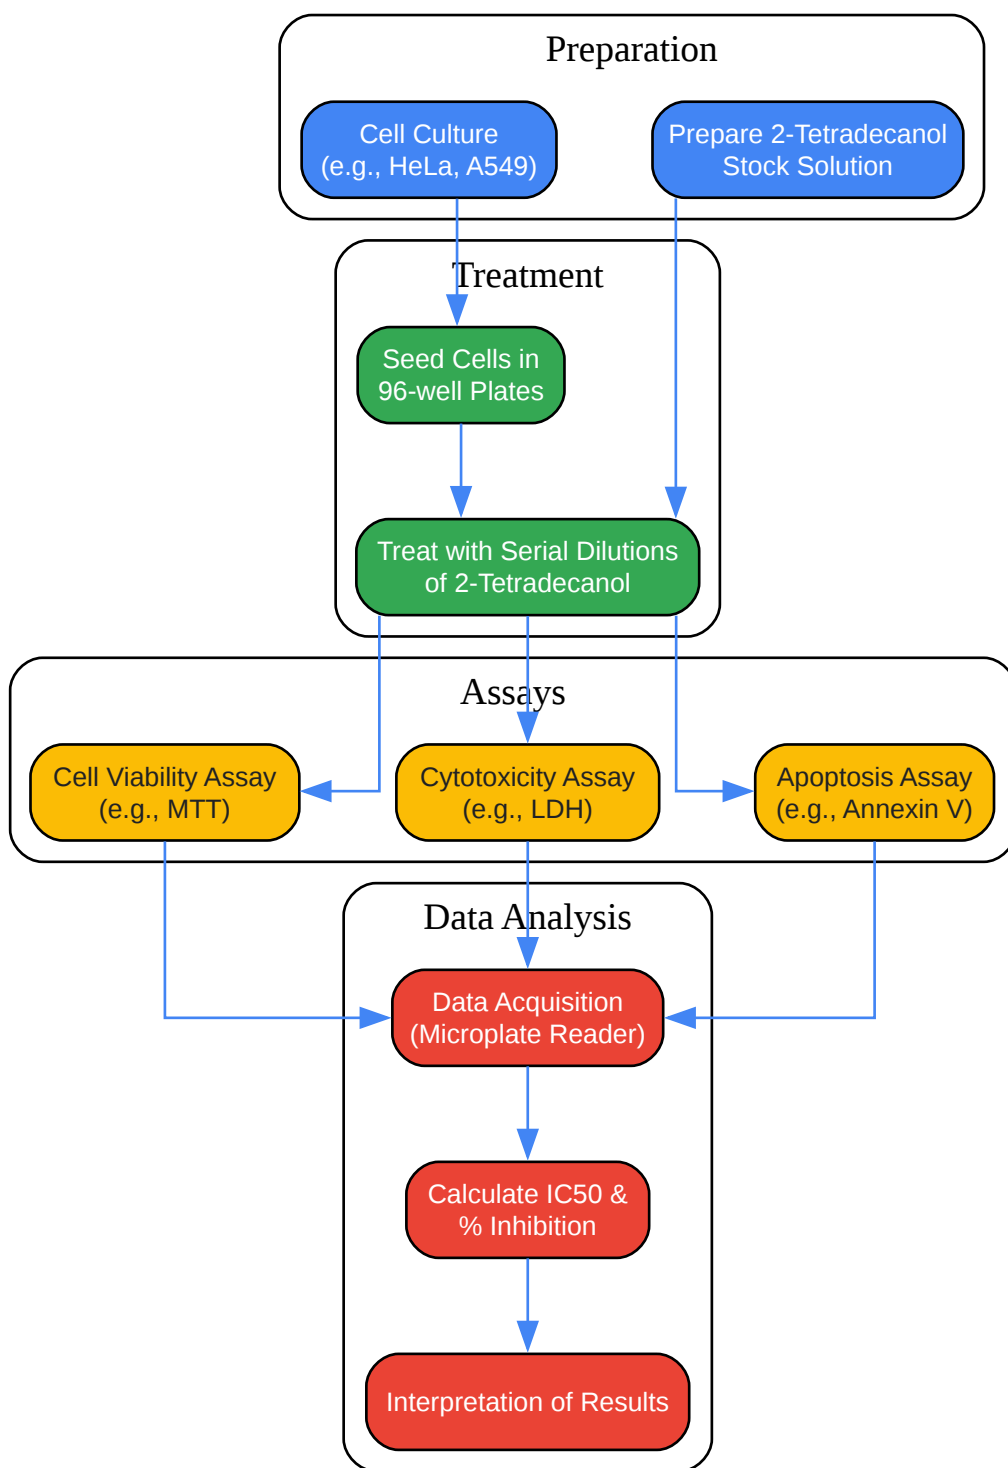 Preparation
Cell Culture
(e.g., HeLa, A549)
Prepare 2-Tetradecanol
Stock Solution
Treatment
Seed Cells in
96-well Plates
Treat with Serial Dilutions
of 2-Tetradecanol
Assays
Cell Viability Assay
(e.g., MTT)
Cytotoxicity Assay
(e.g., LDH)
Apoptosis Assay
(e.g., Annexin V)
Data Analysis
Data Acquisition
(Microplate Reader)
Calculate IC50 &
% Inhibition
Interpretation of Results